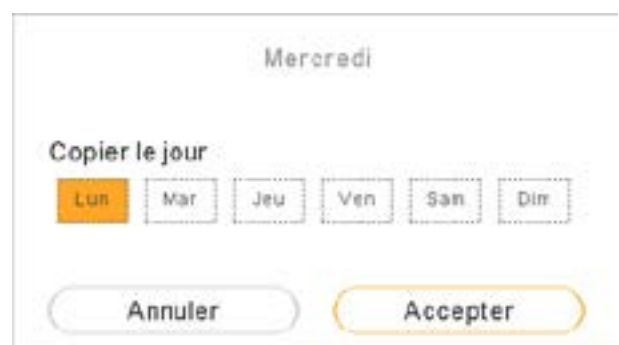 Mercredi
Copier le jour
Lun Mar Jeu Ven Sam Dim
Annuler Accepter